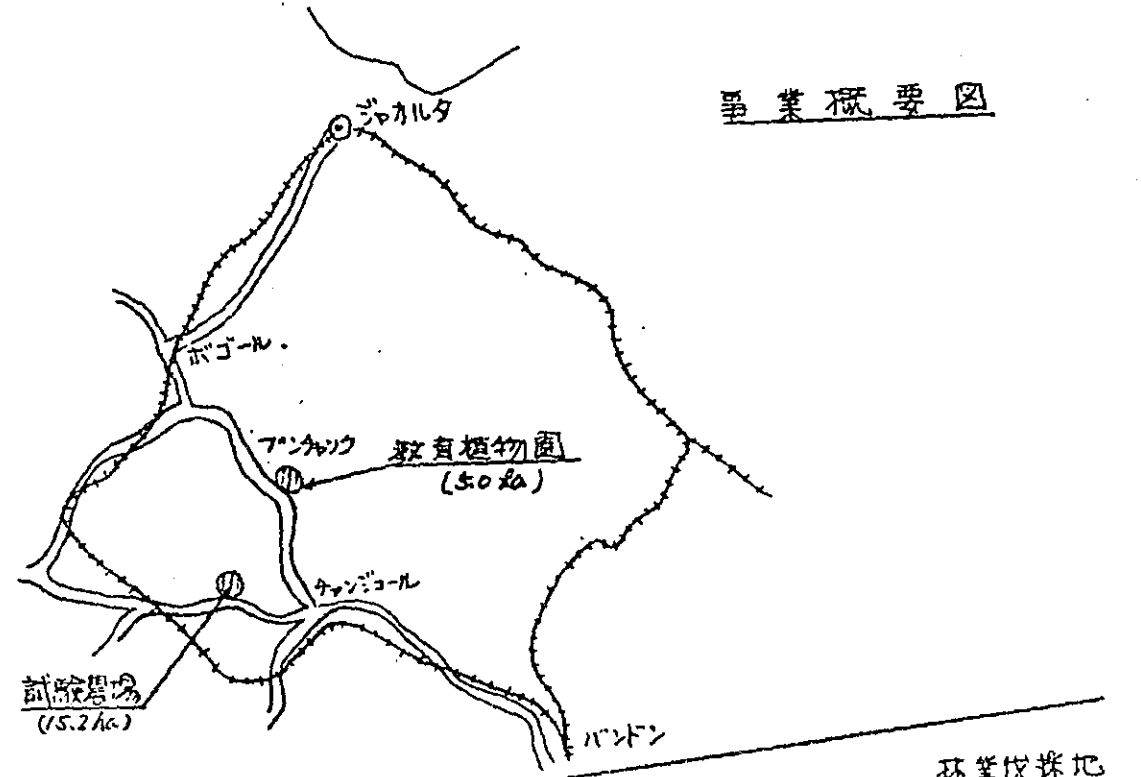 事業概要図
ジャカルタ
ボゴール
プンチャック
教育植物園
(5.0 ha)
チャンジュール
試験農場
(15.2 ha)
バンドン
林業伐採地